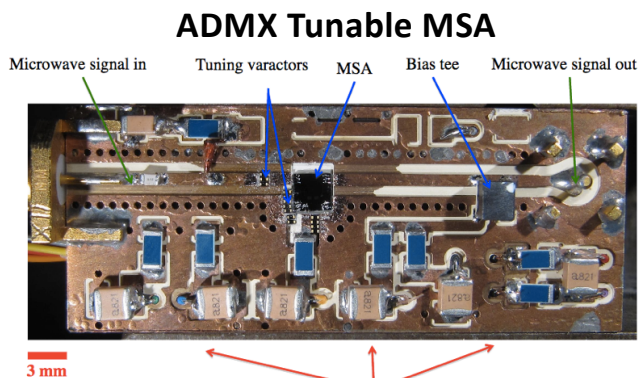 ADMX Tunable MSA
Microwave signal in
Tuning varactors
MSA
Bias tee
Microwave signal out
3 mm